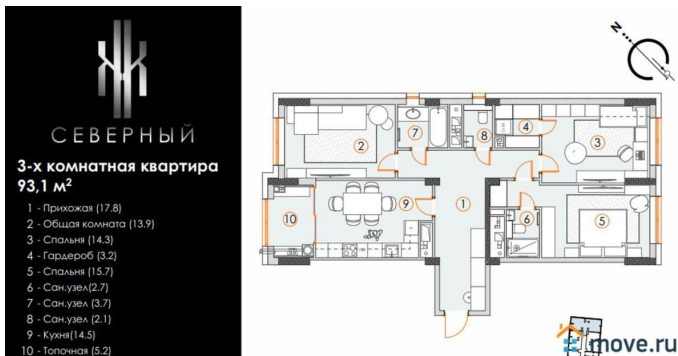 СЕВЕРНЫЙ
3-х комнатная квартира
93,1 м²
1 - Прихожая (17.8)
2 - Общая комната (13.9)
3 - Спальня (14.3)
4 - Гардероб (3.2)
5 - Спальня (15.7)
6 - Сан.узел(2.7)
7 - Сан.узел (3.7)
8 - Сан.узел (2.1)
9 - Кухня(14.5)
10 - Топочная (5.2)
N
2
7
8
4
3
10
9
1
6
5
move.ru